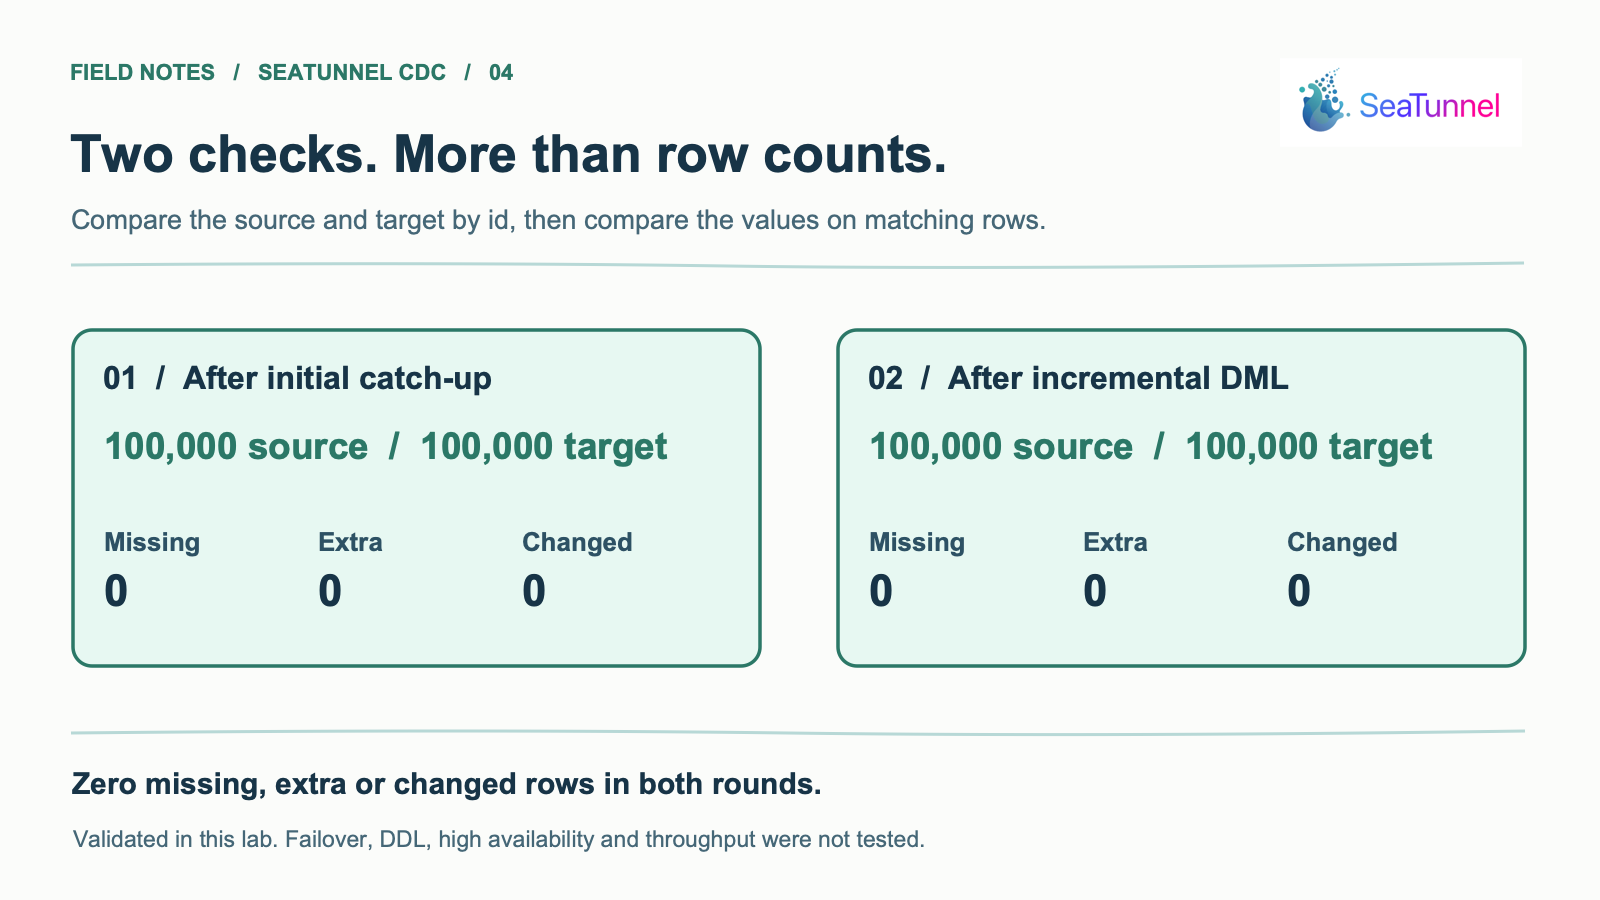 FIELD NOTES / SEATUNNEL CDC / 04
SeaTunnel
Two checks. More than row counts.
Compare the source and target by id, then compare the values on matching rows.
01 / After initial catch-up
100,000 source / 100,000 target
Missing Extra Changed
0 0 0
02 / After incremental DML
100,000 source / 100,000 target
Missing Extra Changed
0 0 0
Zero missing, extra or changed rows in both rounds.
Validated in this lab. Failover, DDL, high availability and throughput were not tested.